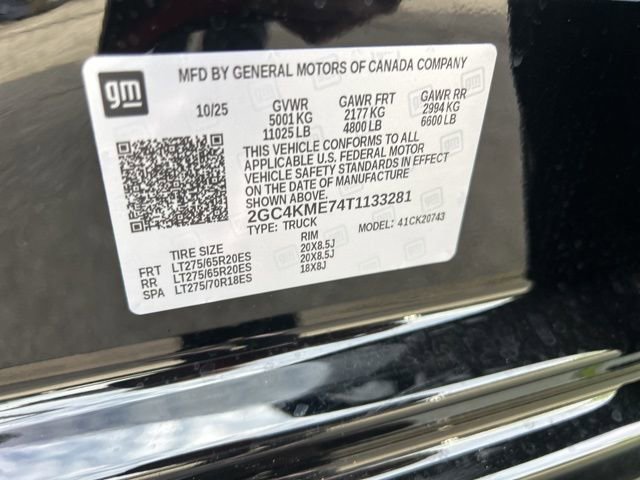 gm
MFD BY GENERAL MOTORS OF CANADA COMPANY
10/25 GVWR GAWR FRT GAWR RR
5001 KG 2177 KG 2994 KG
11025 LB 4800 LB 6600 LB
THIS VEHICLE CONFORMS TO ALL
APPLICABLE U.S. FEDERAL MOTOR
VEHICLE SAFETY STANDARDS IN EFFECT
ON THE DATE OF MANUFACTURE
2GC4KME74T1133281
TYPE: TRUCK MODEL: 41CK20743
TIRE SIZE RIM
FRT LT275/65R20ES 20X8.5J
RR LT275/65R20ES 20X8.5J
SPA LT275/70R18ES 18X8J